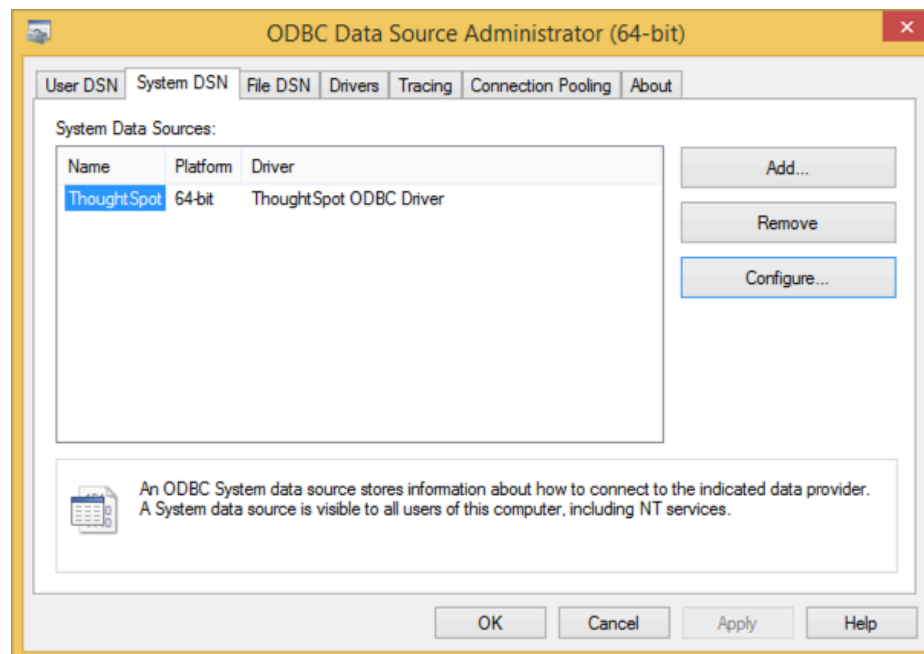 ODBC Data Source Administrator (64-bit)
User DSN System DSN File DSN Drivers Tracing Connection Pooling About
System Data Sources:
Name Platform Driver
ThoughtSpot 64-bit ThoughtSpot ODBC Driver
Add...
Remove
Configure...
An ODBC System data source stores information about how to connect to the indicated data provider.
A System data source is visible to all users of this computer, including NT services.
OK Cancel Apply Help